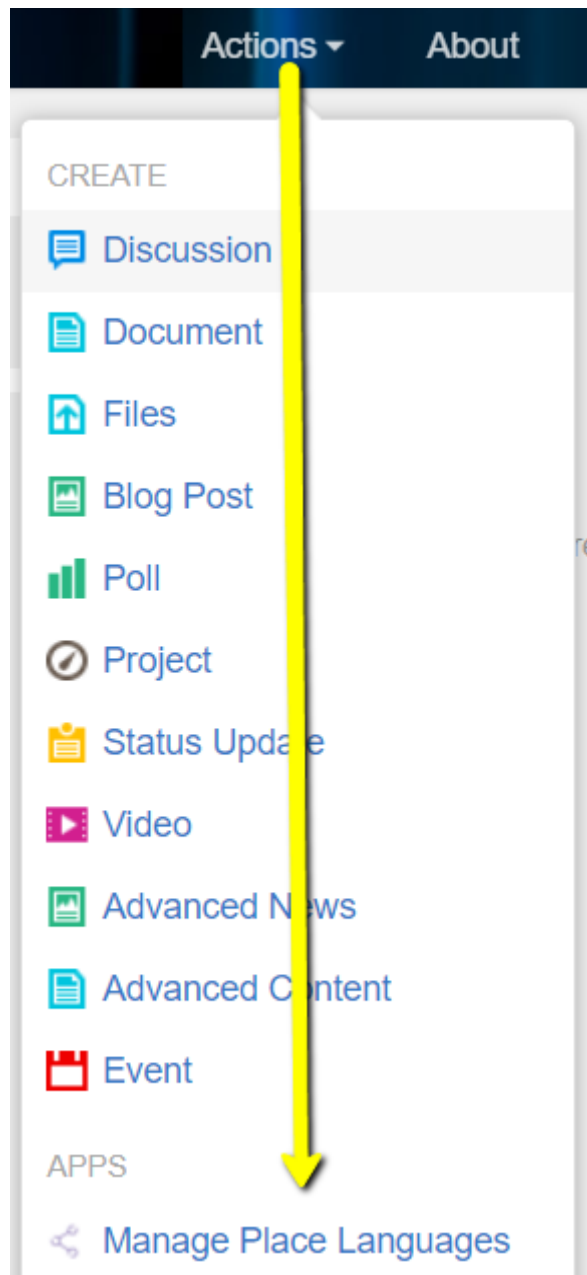 Actions About
CREATE
Discussion
Document
Files
Blog Post
Poll
Project
Status Update
Video
Advanced News
Advanced Content
Event
APPS
Manage Place Languages